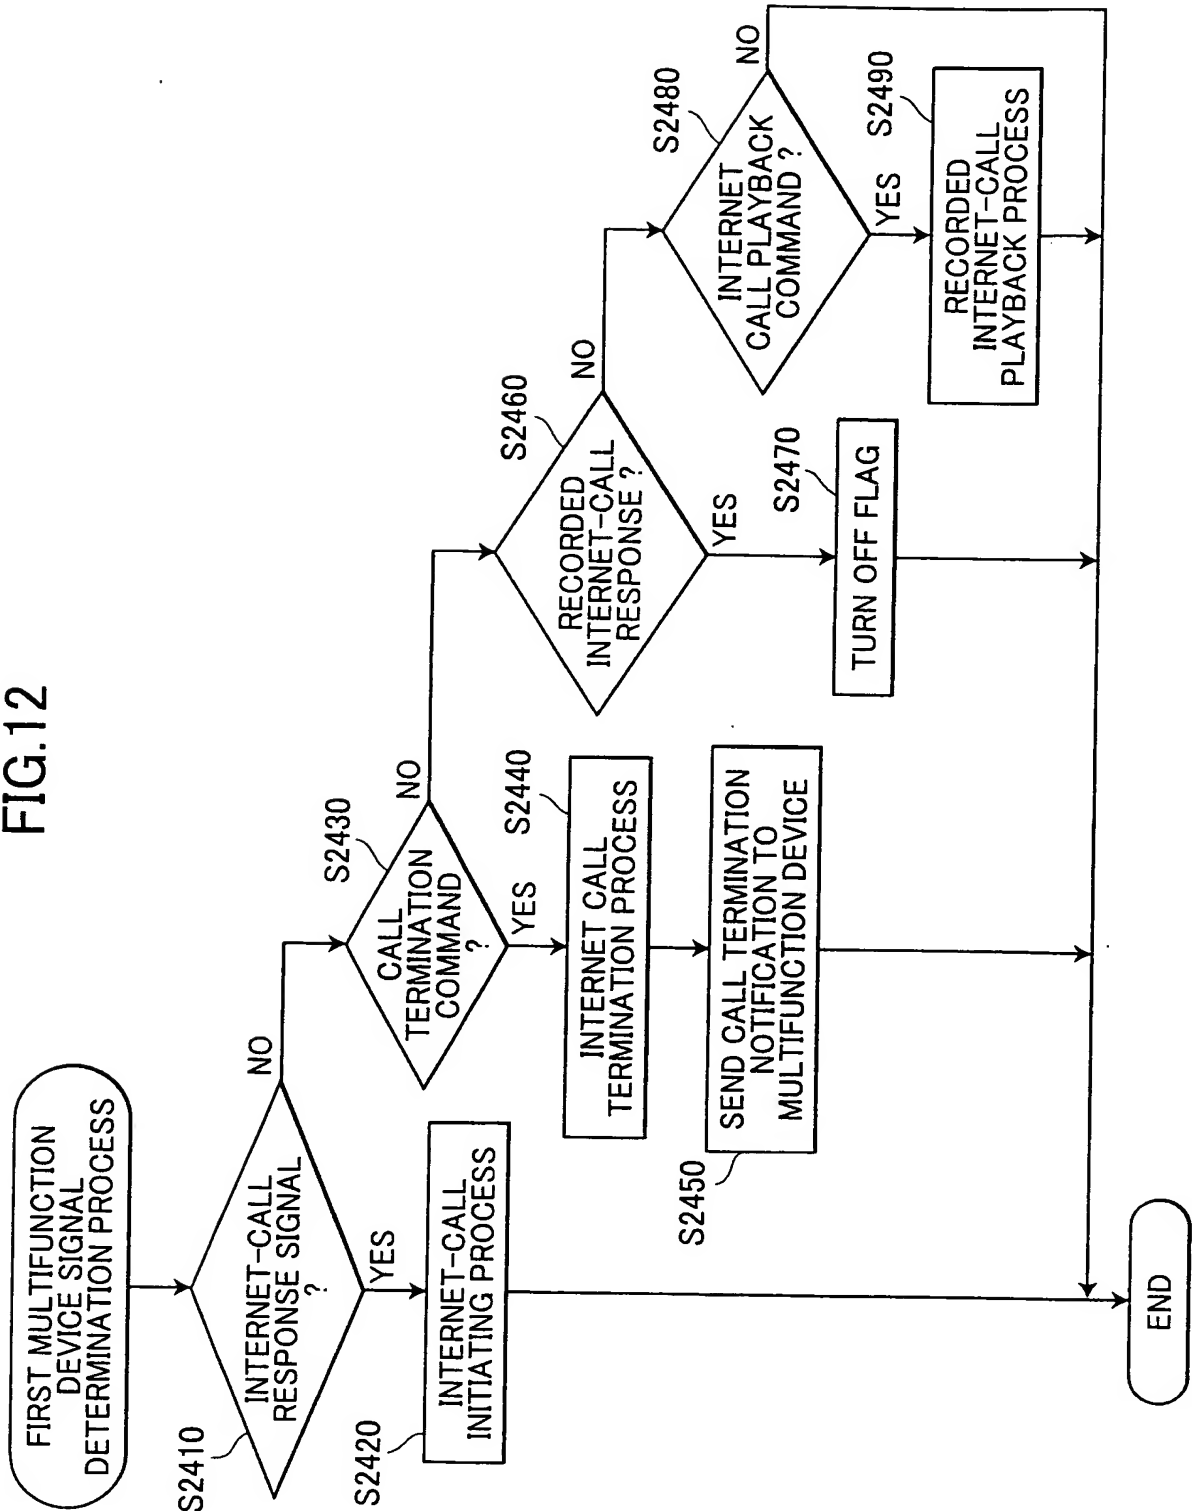 FIG.12
FIRST MULTIFUNCTION
DEVICE SIGNAL
DETERMINATION PROCESS
S2410
INTERNET-CALL
RESPONSE SIGNAL
?
NO
YES
S2420
INTERNET-CALL
INITIATING PROCESS
S2430
CALL
TERMINATION
COMMAND
?
NO
YES
S2440
INTERNET CALL
TERMINATION PROCESS
S2450
SEND CALL TERMINATION
NOTIFICATION TO
MULTIFUNCTION DEVICE
S2460
RECORDED
INTERNET-CALL
RESPONSE ?
NO
YES
S2470
TURN OFF FLAG
S2480
INTERNET
CALL PLAYBACK
COMMAND ?
NO
YES
S2490
RECORDED
INTERNET-CALL
PLAYBACK PROCESS
END